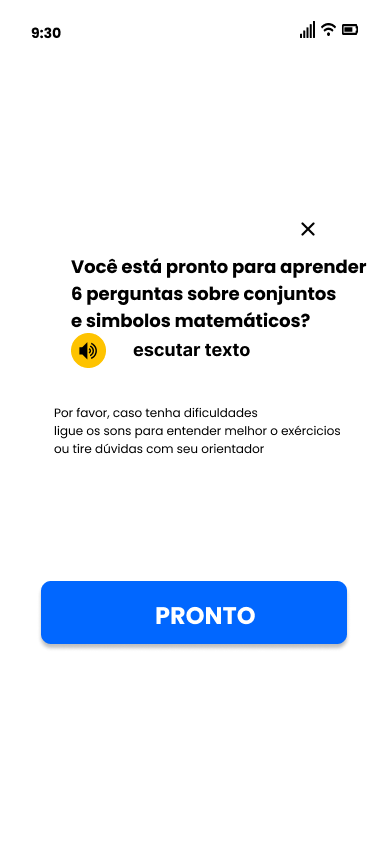 9:30
Você está pronto para aprender
6 perguntas sobre conjuntos
e simbolos matemáticos?
escutar texto
Por favor, caso tenha dificuldades
ligue os sons para entender melhor o exércicios
ou tire dúvidas com seu orientador
PRONTO